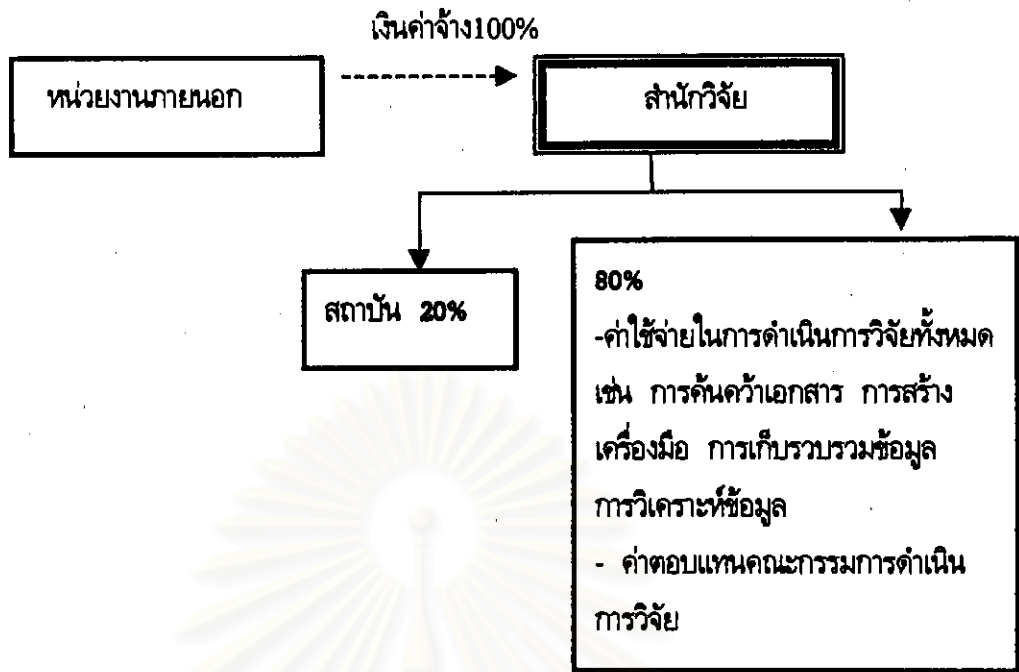 เงินค่าจ้าง100%
หน่วยงานภายนอก
สำนักวิจัย
สถาบัน 20%
80%
-ค่าใช้จ่ายในการดำเนินการวิจัยทั้งหมด
เช่น การค้นคว้าเอกสาร การสร้าง
เครื่องมือ การเก็บรวบรวมข้อมูล
การวิเคราะห์ข้อมูล
- ค่าตอบแทนคณะกรรมการดำเนิน
การวิจัย